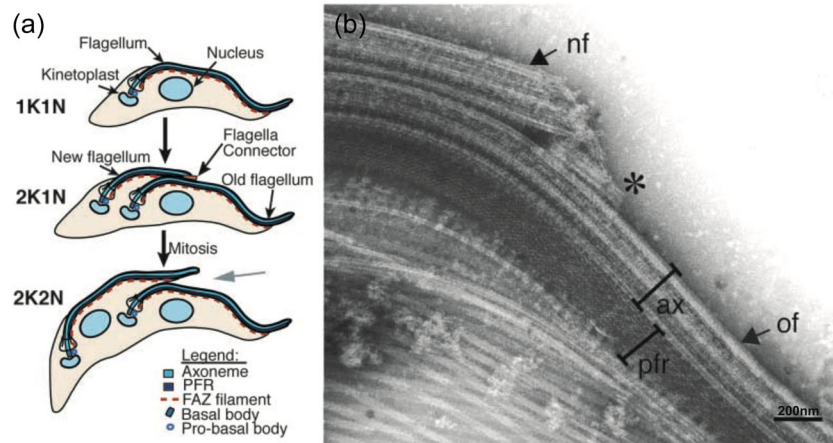 (a)
Flagellum
Nucleus
Kinetoplast
1K1N
Flagella
Connector
New flagellum
Old flagellum
2K1N
Mitosis
2K2N
Legend:
Axoneme
PFR
FAZ filament
Basal body
Pro-basal body
(b)
nf
*
ax
of
pfr
200nm